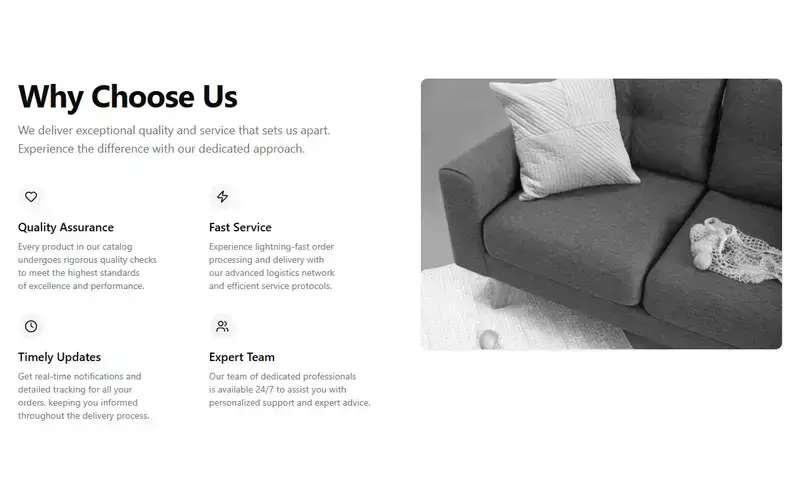 Why Choose Us
We deliver exceptional quality and service that sets us apart.
Experience the difference with our dedicated approach.
Quality Assurance
Every product in our catalog
undergoes rigorous quality checks
to meet the highest standards
of excellence and performance.
Fast Service
Experience lightning-fast order
processing and delivery with
our advanced logistics network
and efficient service protocols.
Timely Updates
Get real-time notifications and
detailed tracking for all your
orders, keeping you informed
throughout the delivery process.
Expert Team
Our team of dedicated professionals
is available 24/7 to assist you with
personalized support and expert advice.